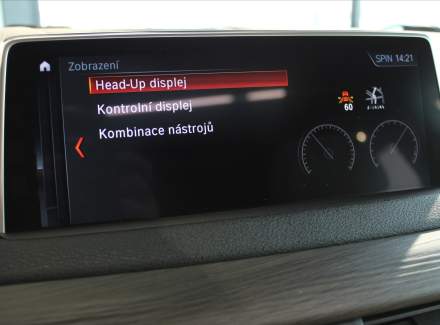 Zobrazení
SPIN 14:21
Head-Up displej
Kontrolní displej
Kombinace nástrojů
60